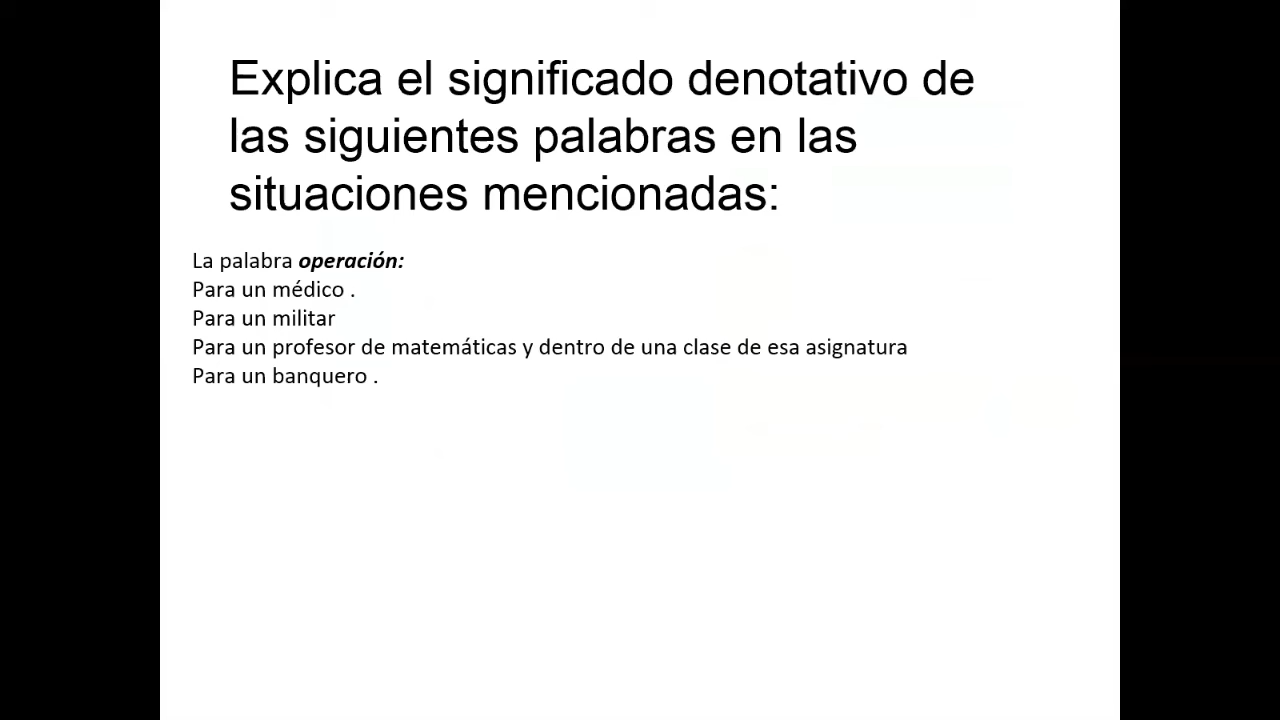 Explica el significado denotativo de
las siguientes palabras en las
situaciones mencionadas:
La palabra operación:
Para un médico .
Para un militar
Para un profesor de matemáticas y dentro de una clase de esa asignatura
Para un banquero .